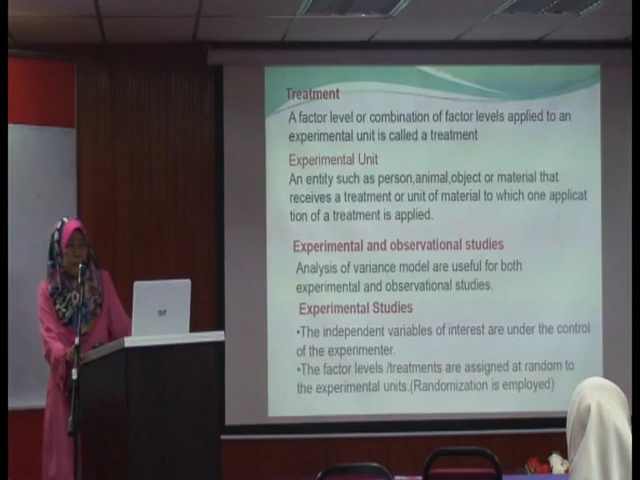 Treatment
A factor level or combination of factor levels applied to an
experimental unit is called a treatment
Experimental Unit
An entity such as person,animal,object or material that
receives a treatment or unit of material to which one applicat
tion of a treatment is applied.
Experimental and observational studies
Analysis of variance model are useful for both
experimental and observational studies.
Experimental Studies
•The independent variables of interest are under the control
of the experimenter.
•The factor levels /treatments are assigned at random to
the experimental units.(Randomization is employed)